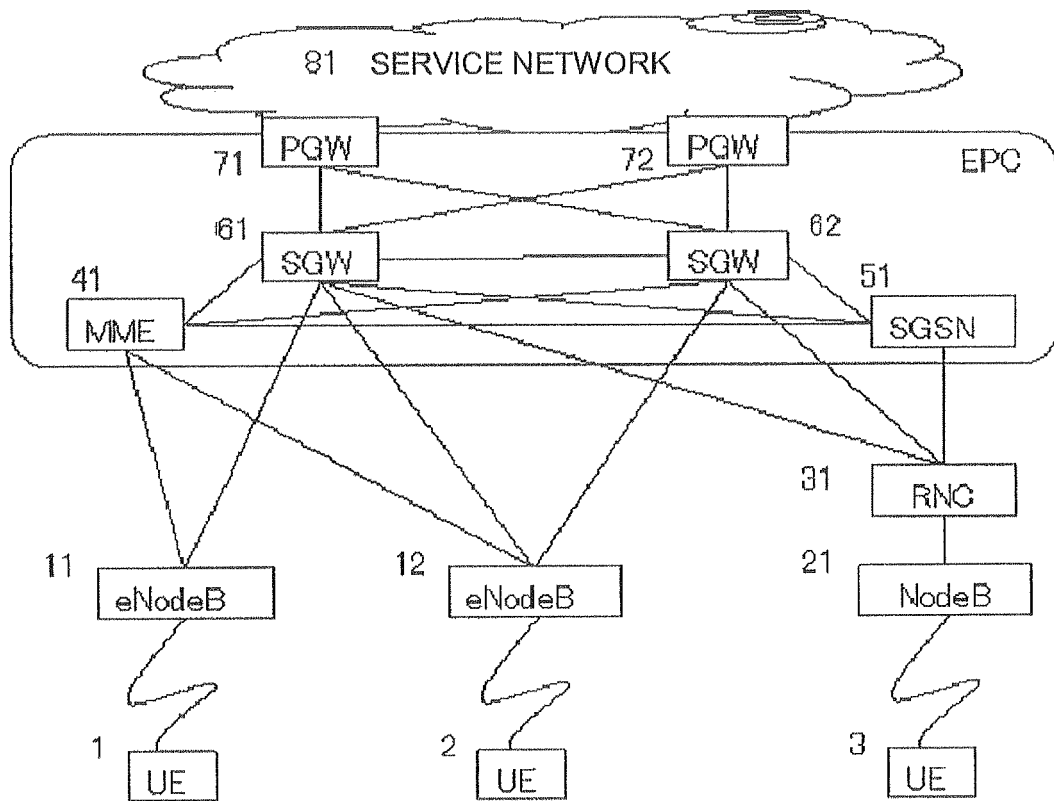 81 SERVICE NETWORK
71 PGW
72 PGW
EPC
61 SGW
SGW 62
41 MME
51 SGSN
31 RNC
11 eNodeB
12 eNodeB
21 NodeB
1 UE
2 UE
3 UE